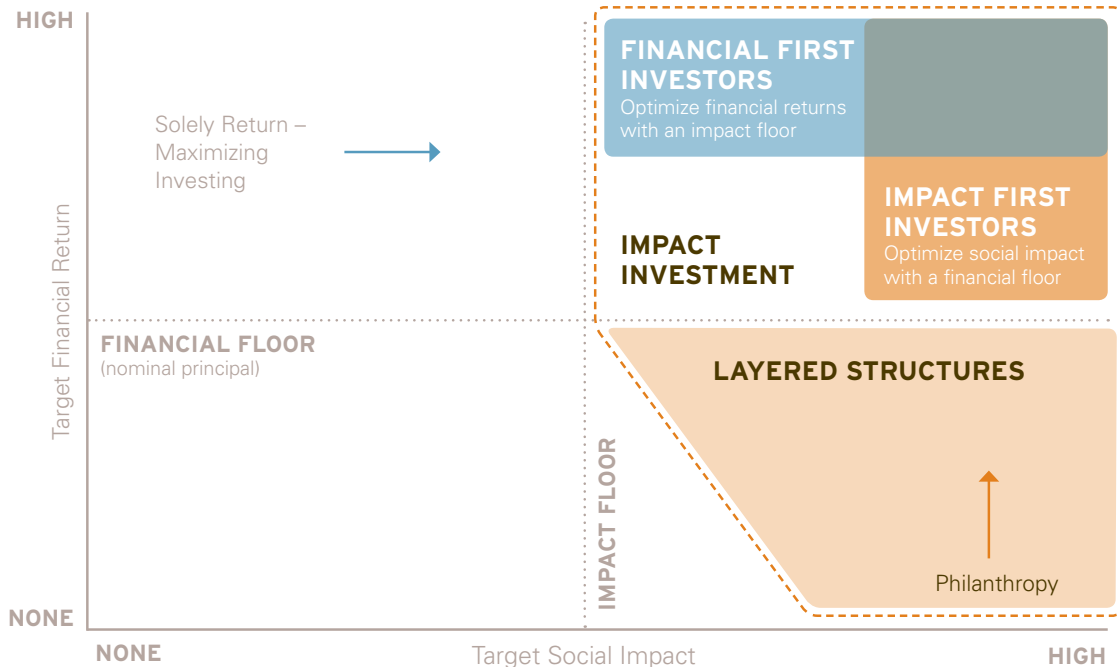 HIGH
FINANCIAL FIRST
INVESTORS
Optimize financial returns
with an impact floor
Solely Return –
Maximizing
Investing
IMPACT FIRST
INVESTORS
Optimize social impact
with a financial floor
IMPACT
INVESTMENT
Target Financial Return
FINANCIAL FLOOR
(nominal principal)
LAYERED STRUCTURES
IMPACT FLOOR
Philanthropy
NONE
NONE
Target Social Impact
HIGH